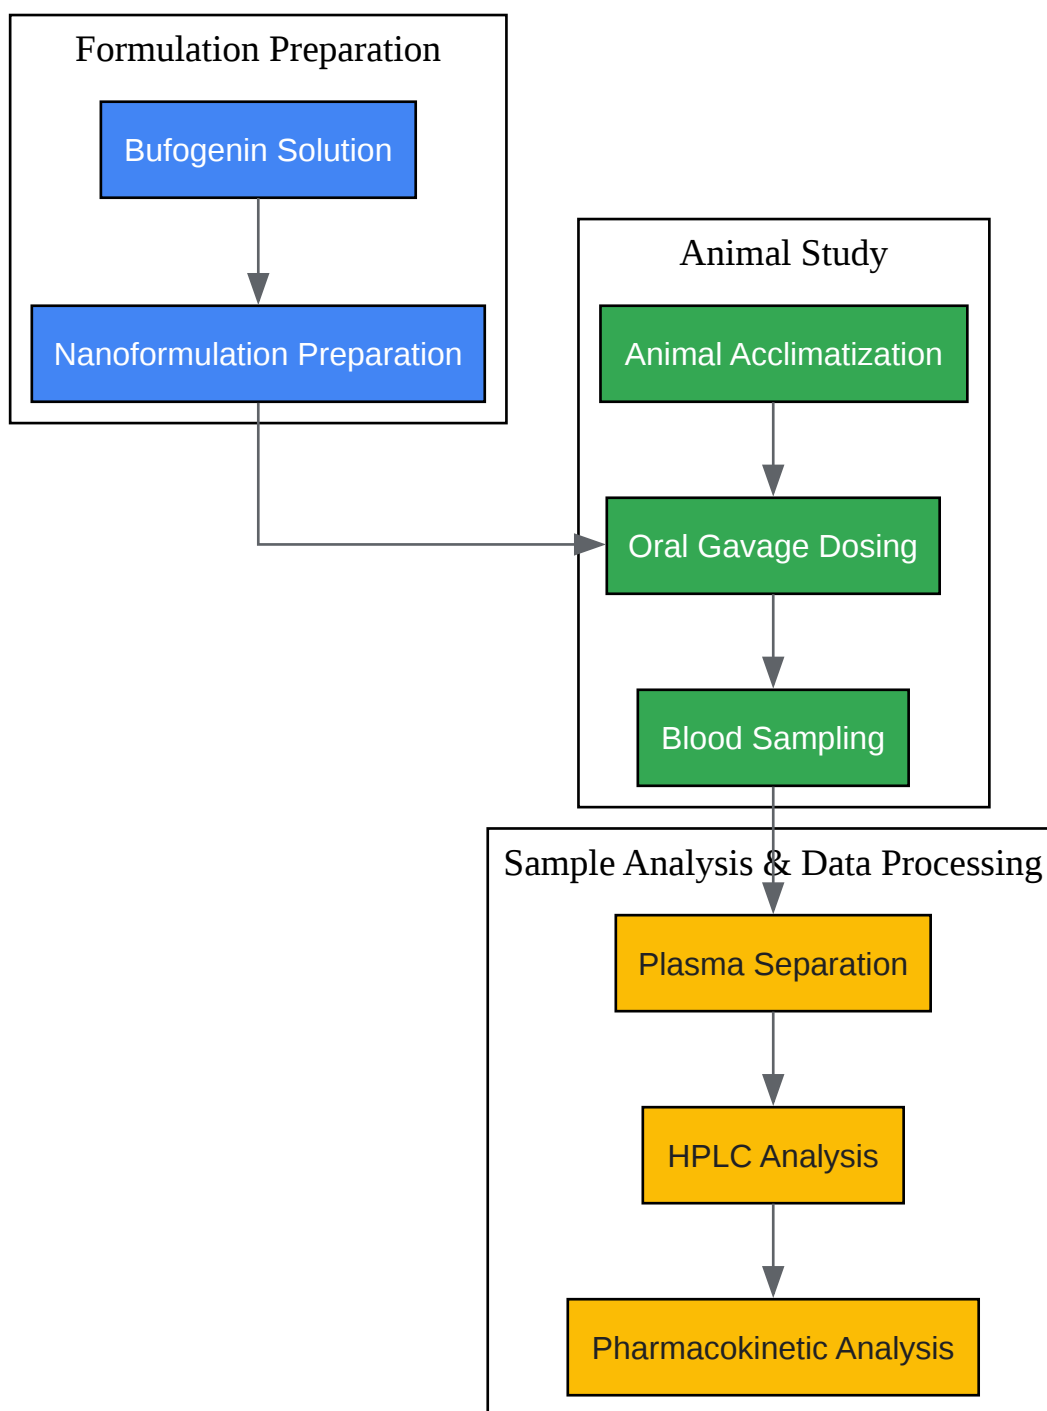 Formulation Preparation
Bufogenin Solution
Nanoformulation Preparation
Animal Study
Animal Acclimatization
Oral Gavage Dosing
Blood Sampling
Sample Analysis & Data Processing
Plasma Separation
HPLC Analysis
Pharmacokinetic Analysis